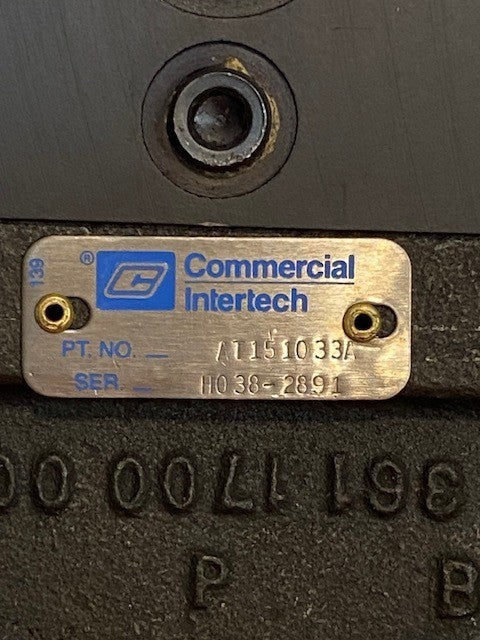 139
® Commercial
Intertech
PT. NO. AT151033A
SER. H038-2891
361 1700 00
P B